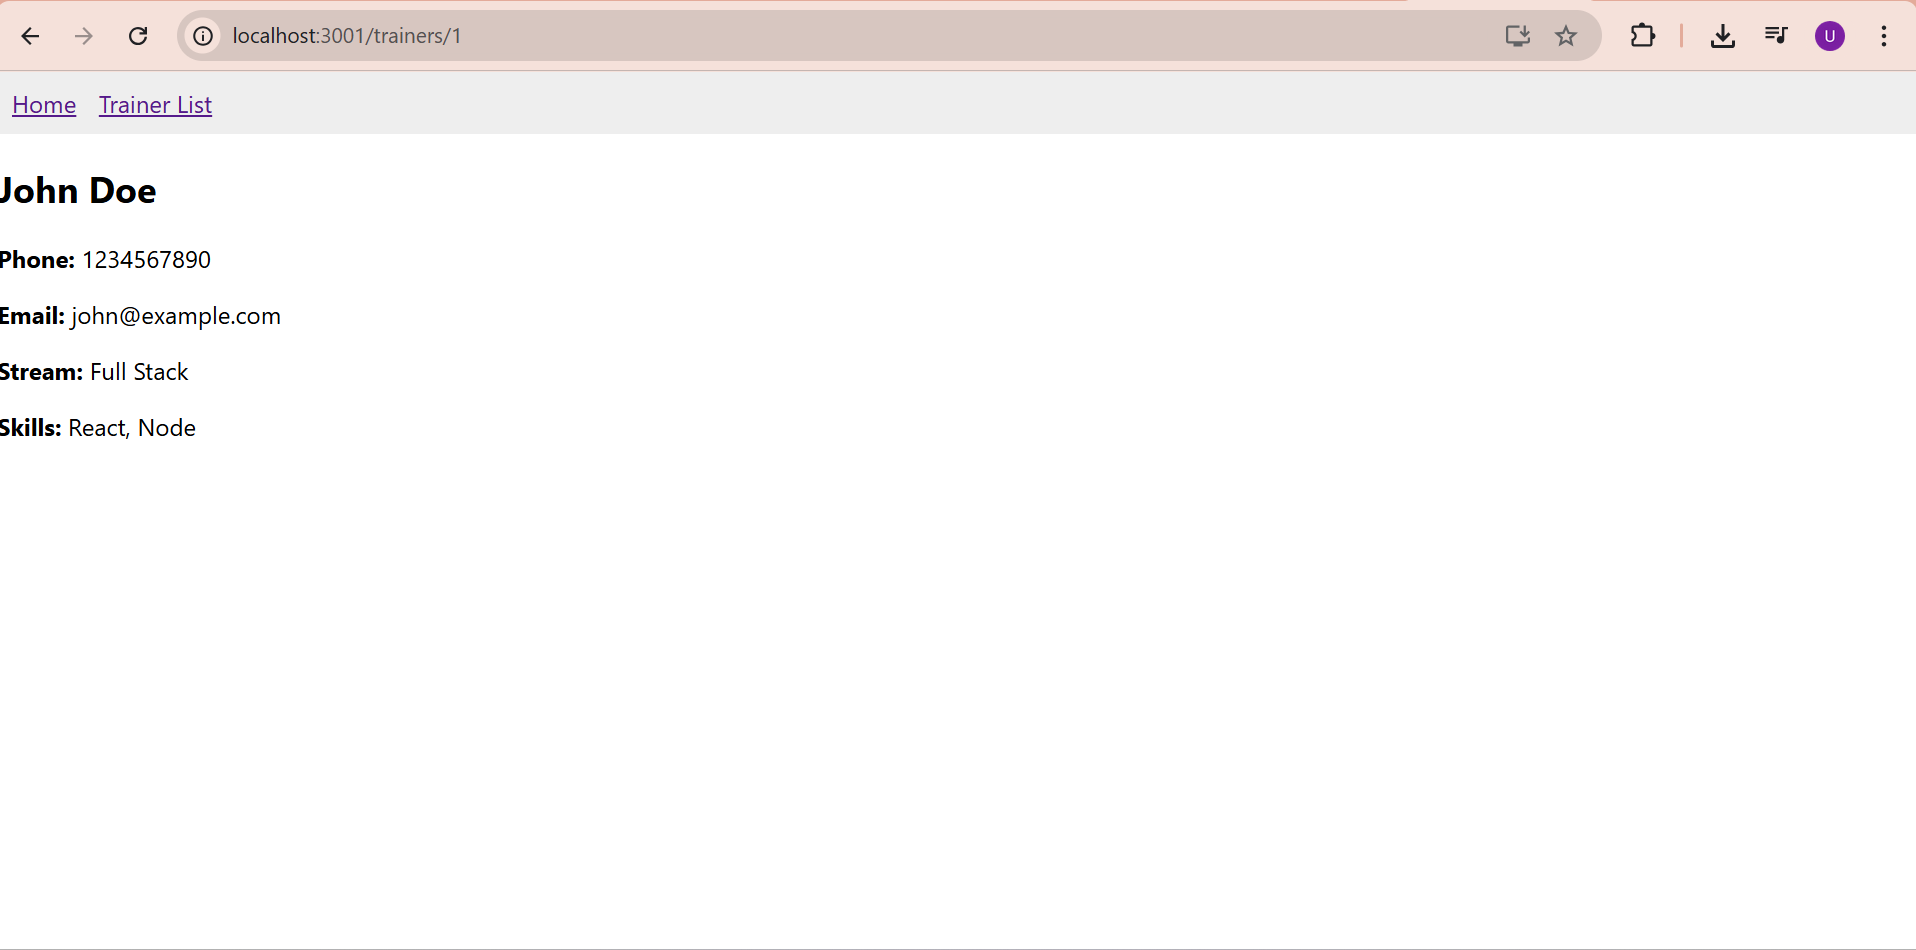 localhost:3001/trainers/1
U
Home Trainer List
John Doe
Phone: 1234567890
Email: john@example.com
Stream: Full Stack
Skills: React, Node